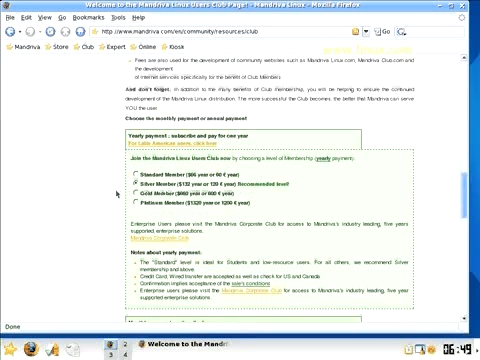 Welcome to Mandriva Linux Users Club Page! - Mandriva Linux - Mozilla Firefox
File Edit View Go Bookmarks Tools Help
http://www.mandriva.com/en/community/resources/club
Go
Mandriva Store Club Expert Online Kiosk
Fees are also used for the development of community websites such as Mandriva Linux.com, Mandriva Club.com and
the development
of Internet services specifically for the benefit of Club Members
And don't forget, in addition to the many benefits of Club membership, you will be helping to ensure the continued
development of the Mandriva Linux distribution. The more successful the Club becomes, the better that Mandriva can serve
YOU the user.
Choose the monthly payment or annual payment
Yearly payment : subscribe and pay for one year
For Latin American users, click here
Join the Mandriva Linux Users Club now by choosing a level of Membership (yearly payment):
Standard Member ($66 year or 60 € year)
Silver Member ($132 year or 120 € year) Recommended level!
Gold Member ($660 year or 600 € year)
Platinum Member ($1320 year or 1200 € year)
Enterprise Users please visit the Mandriva Corporate Club for access to Mandriva's industry leading, five years
supported, enterprise solutions.
Mandriva Corporate Club
Notes about yearly payment:
The "Standard" level is ideal for Students and low-resource users. For all others, we recommend Silver
membership and above.
Credit Card, Wired transfer are accepted as well as check for US and Canada
Confirmation implies acceptance of the user's conditions
Enterprise users please visit the Mandriva Corporate Club for access to Mandriva's industry leading, five years
supported enterprise solutions.
Done
1 2
3 4
Welcome to the Mandri
06:49